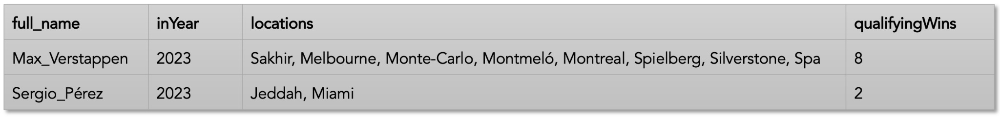 full_name inYear locations qualifyingWins
Max_Verstappen 2023 Sakhir, Melbourne, Monte-Carlo, Montmeló, Montreal, Spielberg, Silverstone, Spa 8
Sergio_Pérez 2023 Jeddah, Miami 2